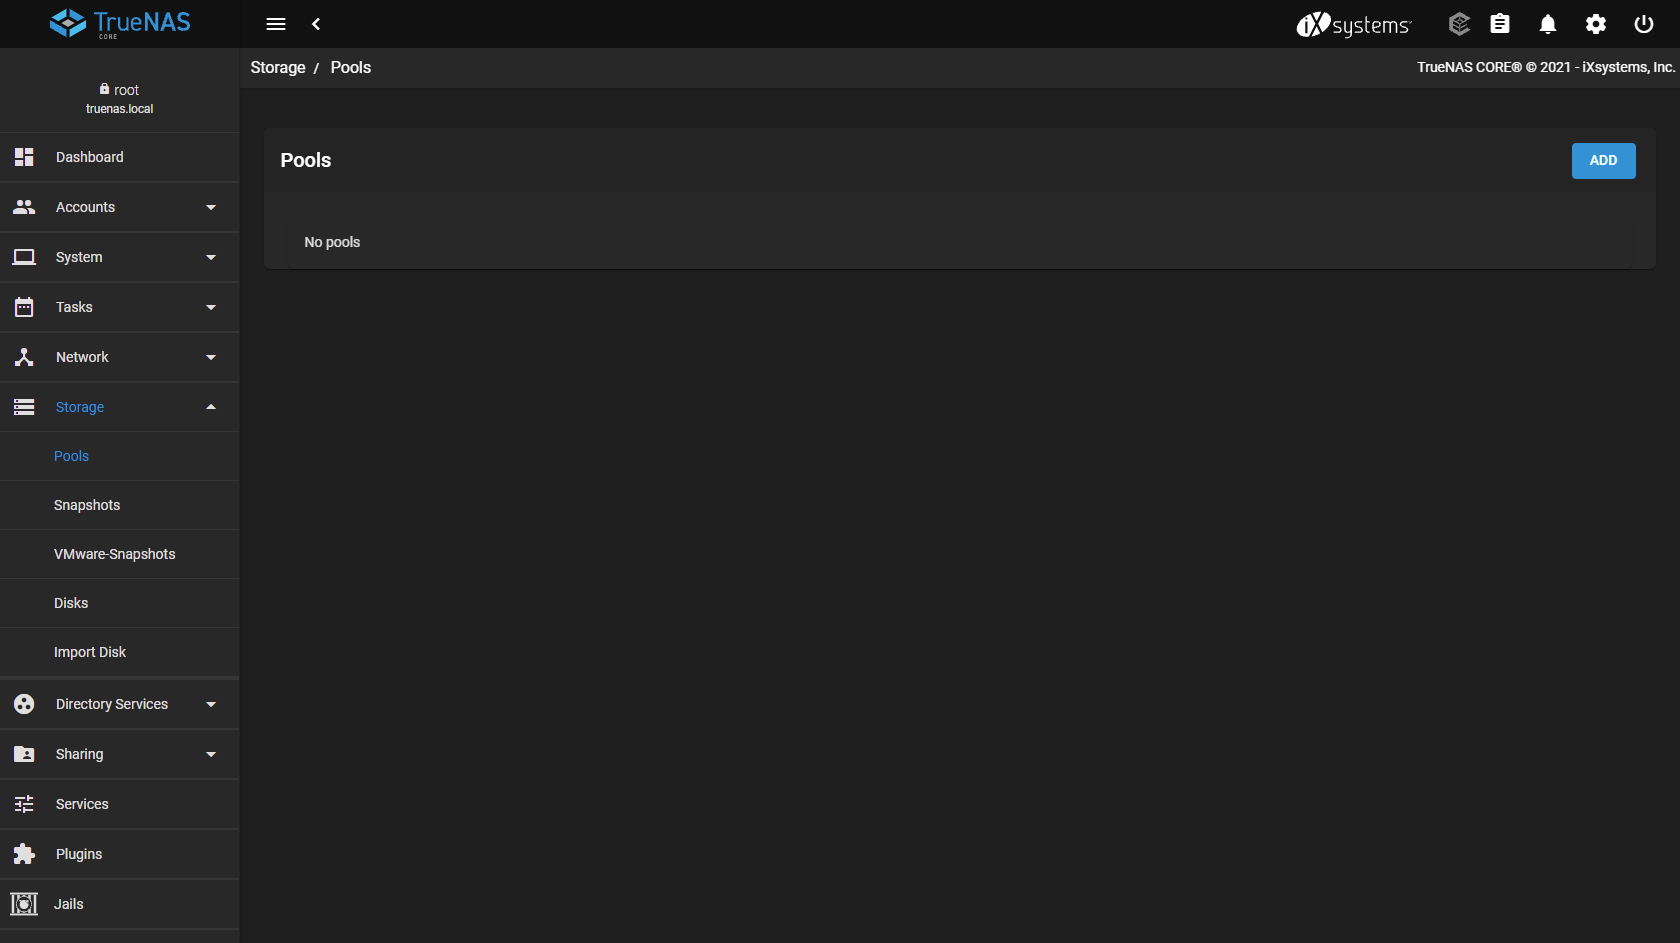 TrueNAS
CORE
iXsystems
root
truenas.local
Storage / Pools
TrueNAS CORE® © 2021 - iXsystems, Inc.
Dashboard
Accounts
System
Tasks
Network
Storage
Pools
Snapshots
VMware-Snapshots
Disks
Import Disk
Directory Services
Sharing
Services
Plugins
Jails
Pools
ADD
No pools